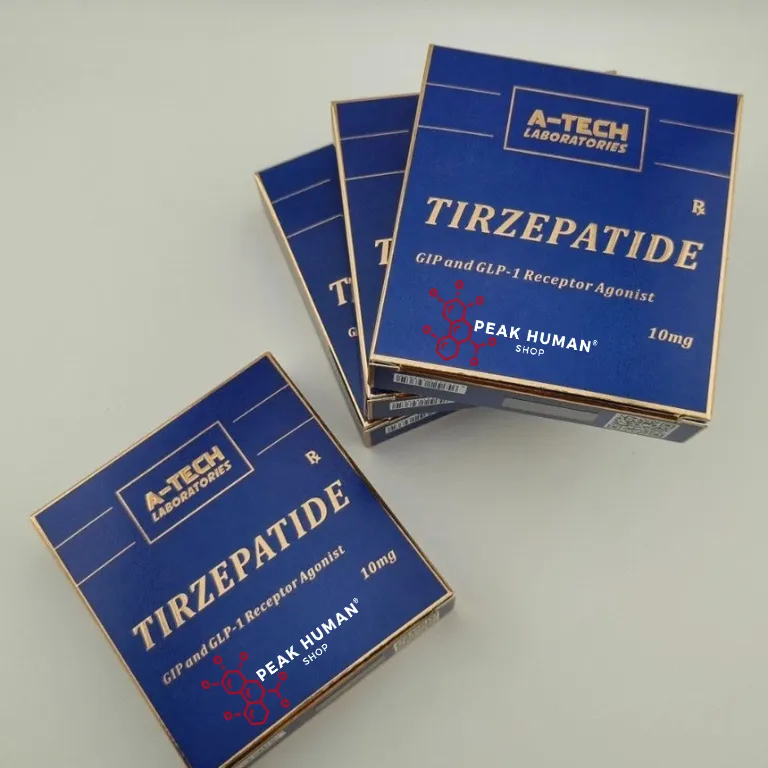 A-TECH
LABORATORIES
℞
TIRZEPATIDE
GIP and GLP-1 Receptor Agonist
10mg
PEAK HUMAN®
SHOP
A-TECH
LABORATORIES
℞
TIRZEPATIDE
GIP and GLP-1 Receptor Agonist
10mg
PEAK HUMAN®
SHOP